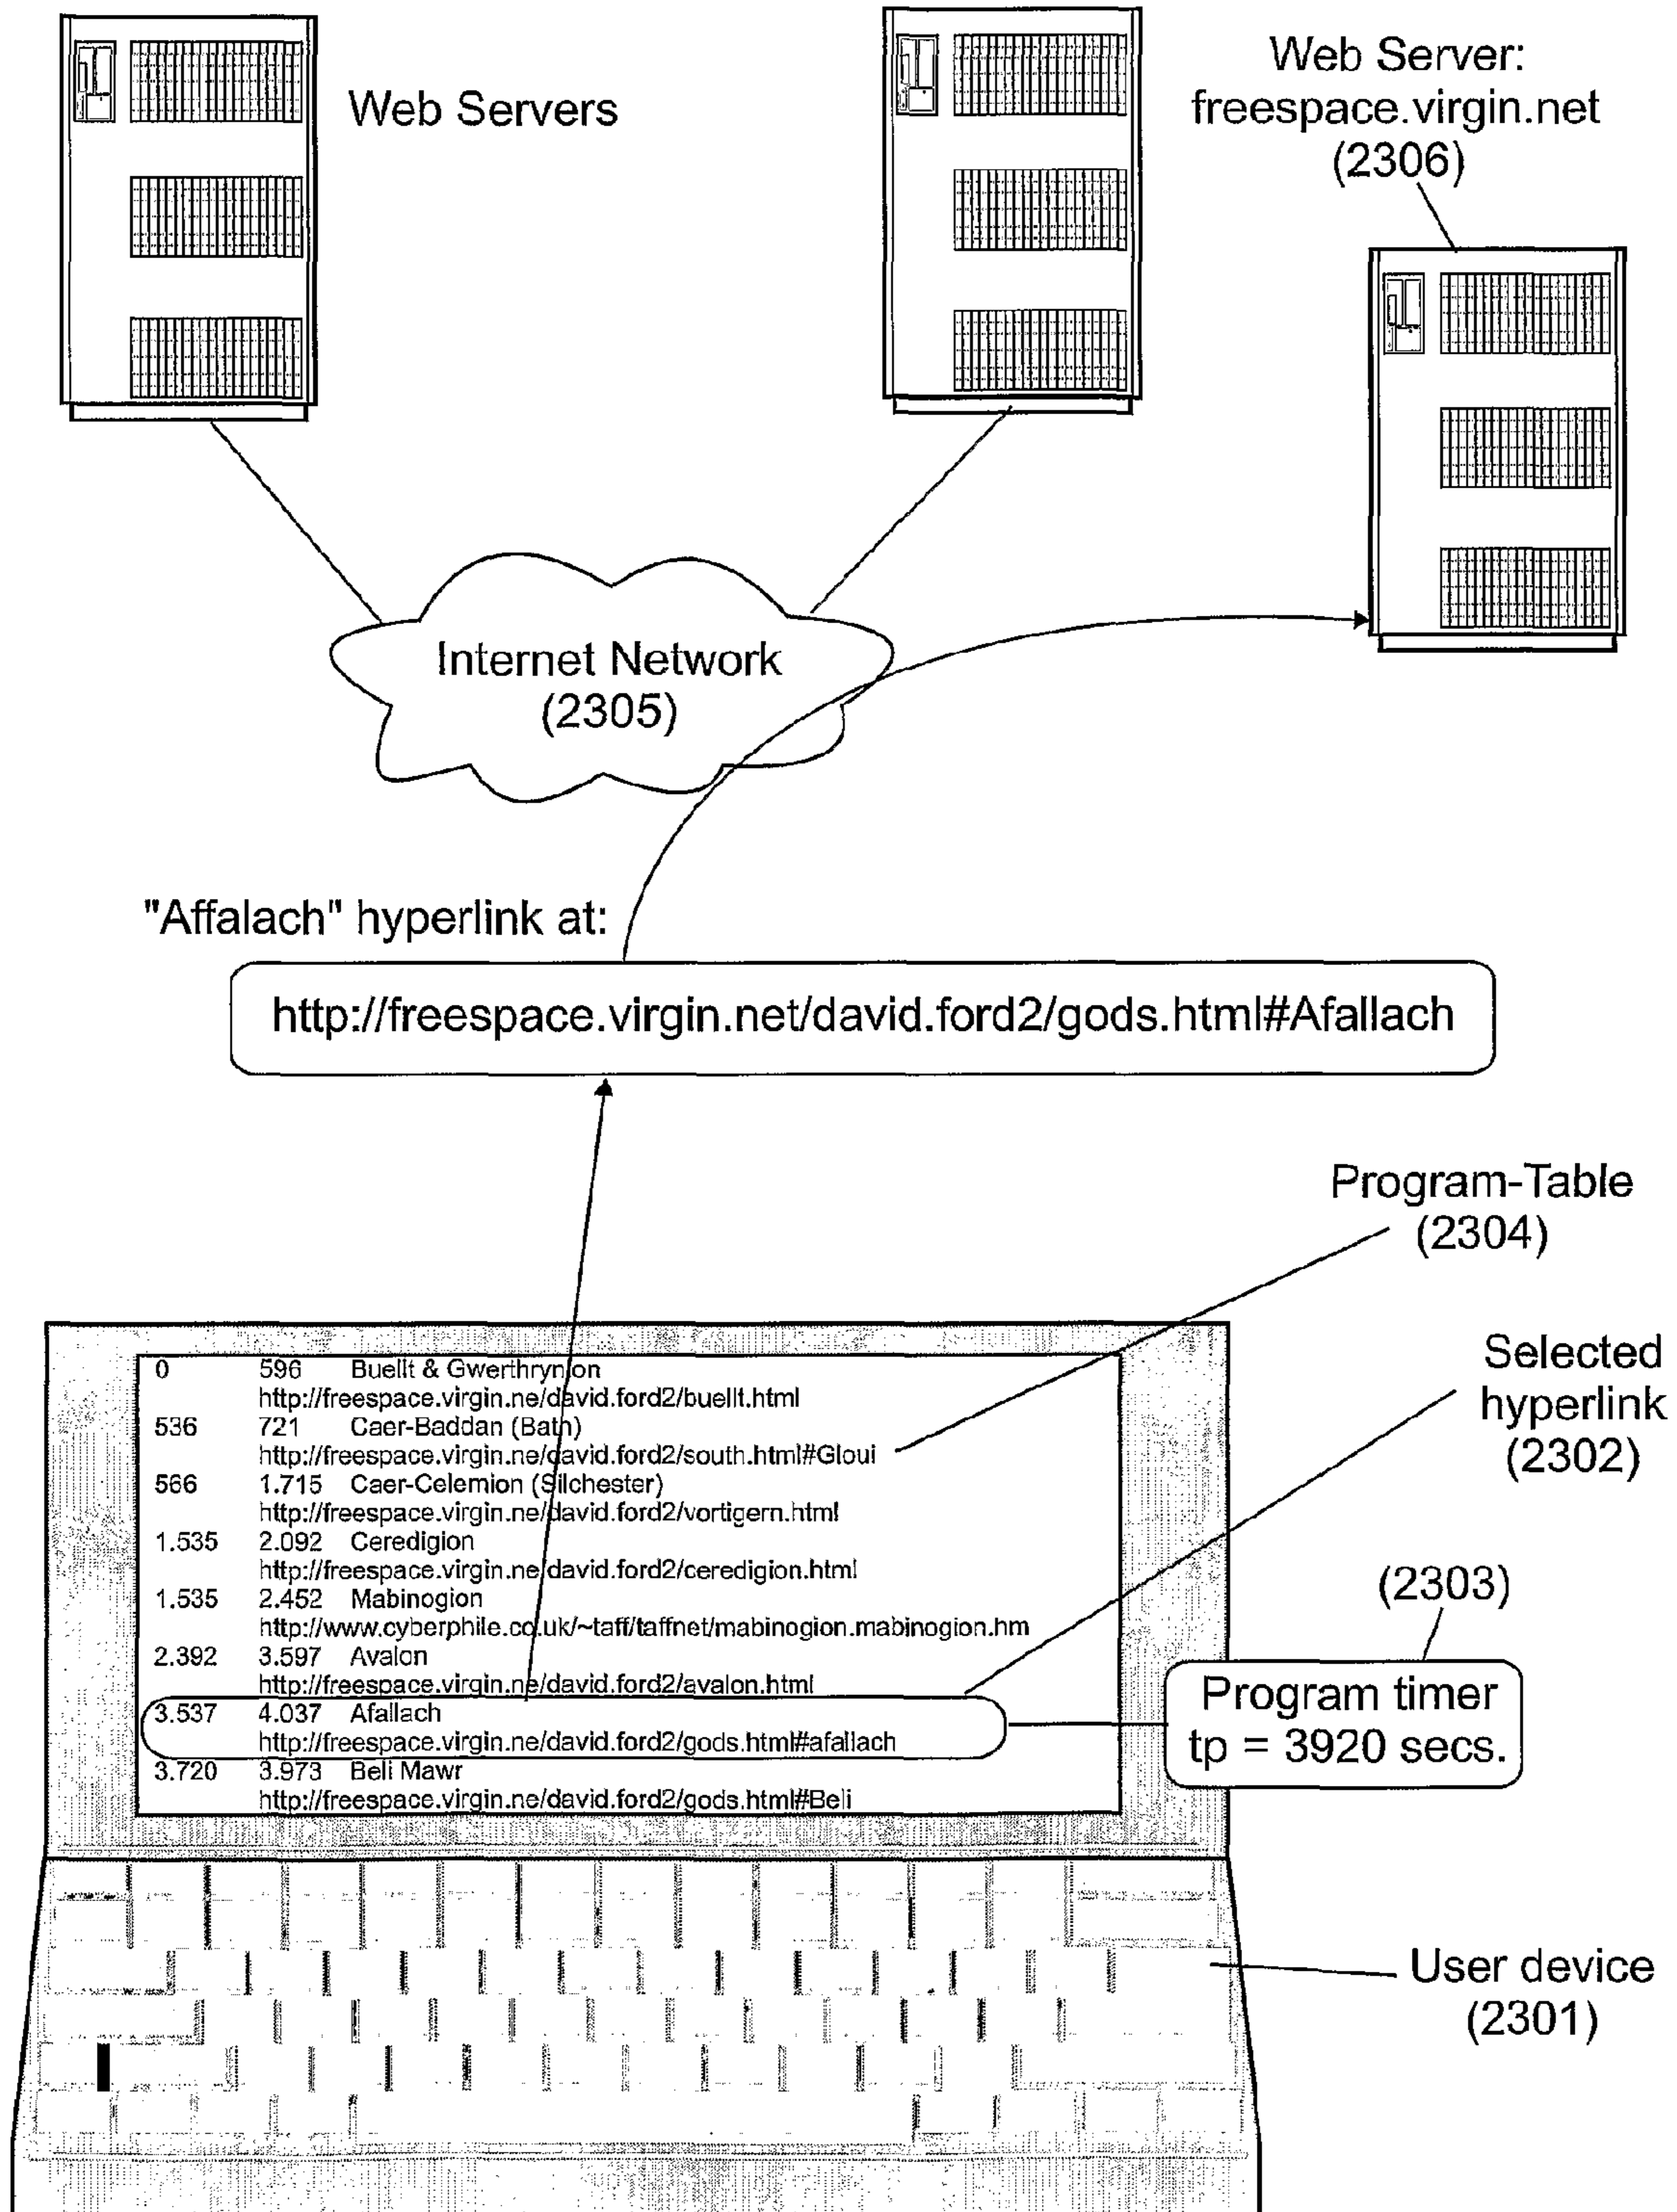 Web Servers
Web Server:
freespace.virgin.net
(2306)
Internet Network
(2305)
"Affalach" hyperlink at:
http://freespace.virgin.net/david.ford2/gods.html#Afallach
Program-Table
(2304)
Selected
hyperlink
(2302)
0 596 Buellt & Gwerthrynion
http://freespace.virgin.ne/david.ford2/buellt.html
536 721 Caer-Baddan (Bath)
http://freespace.virgin.ne/david.ford2/south.html#Gloui
566 1.715 Caer-Celemion (Silchester)
http://freespace.virgin.ne/david.ford2/vortigern.html
1.535 2.092 Ceredigion
http://freespace.virgin.ne/david.ford2/ceredigion.html
1.535 2.452 Mabinogion
http://www.cyberphile.co.uk/~taff/taffnet/mabinogion.mabinogion.hm
2.392 3.597 Avalon
http://freespace.virgin.ne/david.ford2/avalon.html
3.537 4.037 Afallach
http://freespace.virgin.ne/david.ford2/gods.html#afallach
3.720 3.973 Beli Mawr
http://freespace.virgin.ne/david.ford2/gods.html#Beli
(2303)
Program timer
tp = 3920 secs.
User device
(2301)